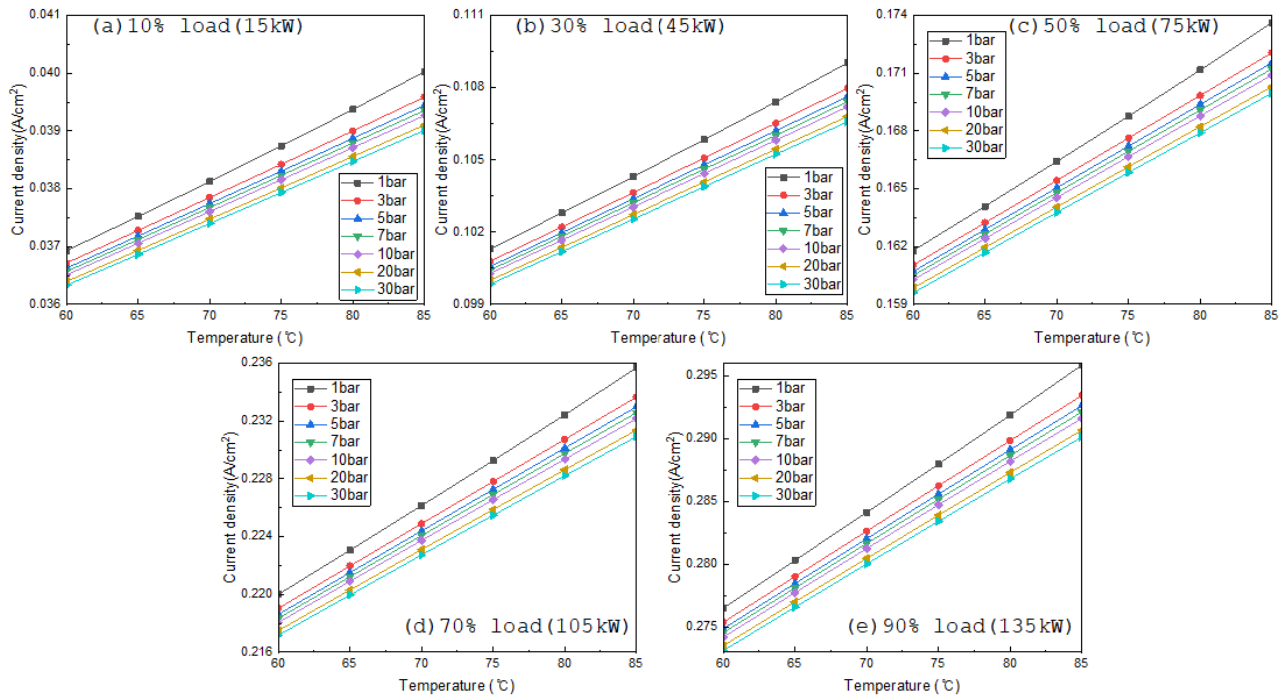 (a)10% load(15kW)
Current density(A/cm²)
0.041
0.040
0.039
0.038
0.037
0.036
1bar
3bar
5bar
7bar
10bar
20bar
30bar
60 65 70 75 80 85
Temperature (℃)
(b)30% load(45kW)
Current density(A/cm²)
0.111
0.108
0.105
0.102
0.099
1bar
3bar
5bar
7bar
10bar
20bar
30bar
60 65 70 75 80 85
Temperature (℃)
(c)50% load(75kW)
Current density(A/cm²)
0.174
0.171
0.168
0.165
0.162
0.159
1bar
3bar
5bar
7bar
10bar
20bar
30bar
60 65 70 75 80 85
Temperature (℃)
Current density(A/cm²)
0.236
0.232
0.228
0.224
0.220
0.216
1bar
3bar
5bar
7bar
10bar
20bar
30bar
(d)70% load(105kW)
60 65 70 75 80 85
Temperature (℃)
Current density(A/cm²)
0.295
0.290
0.285
0.280
0.275
1bar
3bar
5bar
7bar
10bar
20bar
30bar
(e)90% load(135kW)
60 65 70 75 80 85
Temperature (℃)